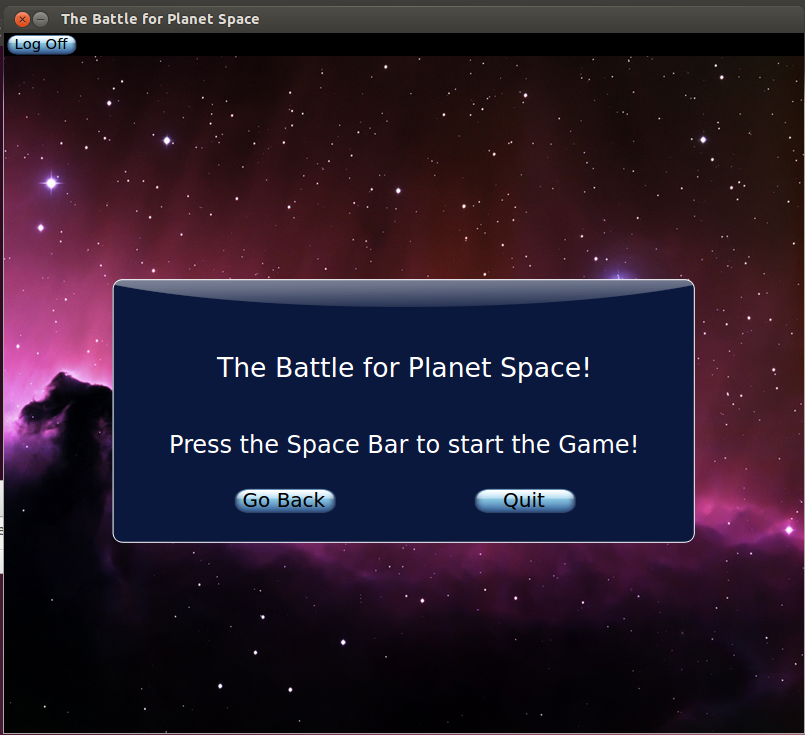 The Battle for Planet Space
Log Off
The Battle for Planet Space!
Press the Space Bar to start the Game!
Go Back
Quit